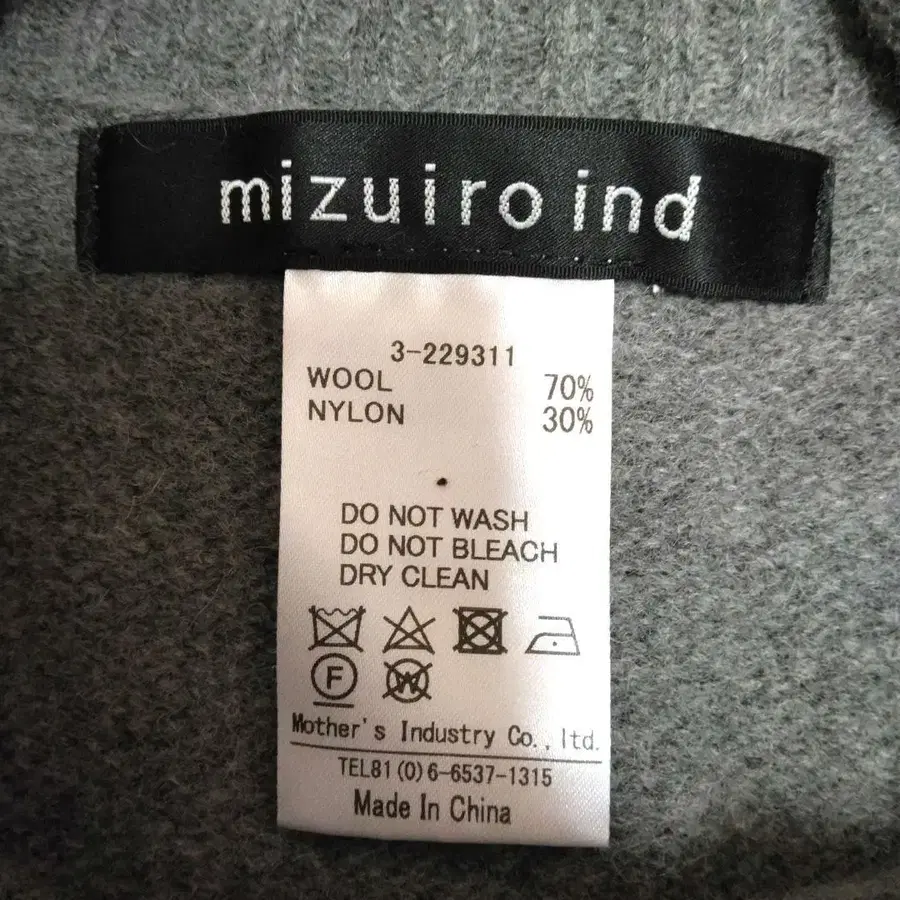 mizuiro ind
3-229311
WOOL 70%
NYLON 30%
DO NOT WASH
DO NOT BLEACH
DRY CLEAN
F W
Mother's Industry Co., ltd.
TEL81(0)6-6537-1315
Made In China